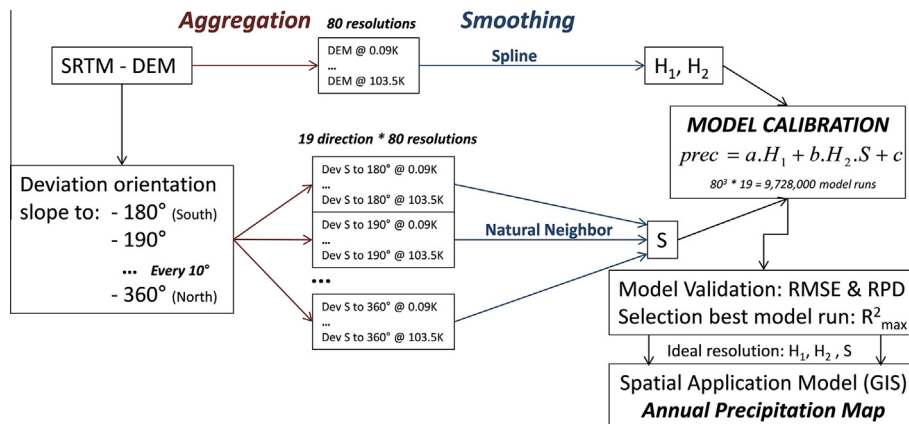 Aggregation
Smoothing
80 resolutions
SRTM - DEM
DEM @ 0.09K
...
DEM @ 103.5K
Spline
H₁, H₂
MODEL CALIBRATION
prec = a.H₁ + b.H₂.S + c
80³ * 19 = 9,728,000 model runs
19 direction * 80 resolutions
Deviation orientation
slope to: - 180° (South)
- 190°
... Every 10°
- 360° (North)
Dev S to 180° @ 0.09K
...
Dev S to 180° @ 103.5K
Dev S to 190° @ 0.09K
...
Dev S to 190° @ 103.5K
...
Dev S to 360° @ 0.09K
...
Dev S to 360° @ 103.5K
Natural Neighbor
S
Model Validation: RMSE & RPD
Selection best model run: R²max
Ideal resolution: H₁, H₂ , S
Spatial Application Model (GIS)
Annual Precipitation Map